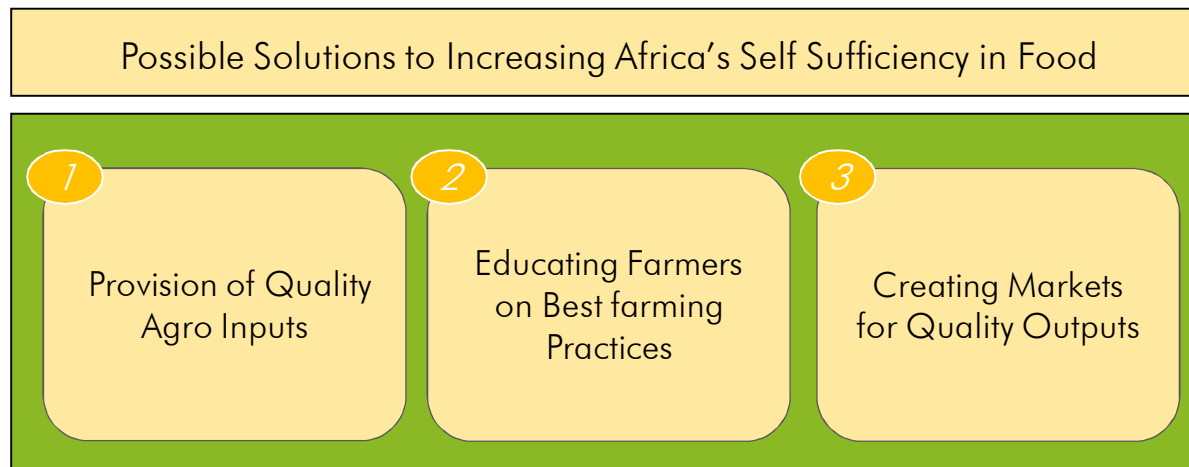 Possible Solutions to Increasing Africa’s Self Sufficiency in Food
1
Provision of Quality
Agro Inputs
2
Educating Farmers
on Best farming
Practices
3
Creating Markets
for Quality Outputs